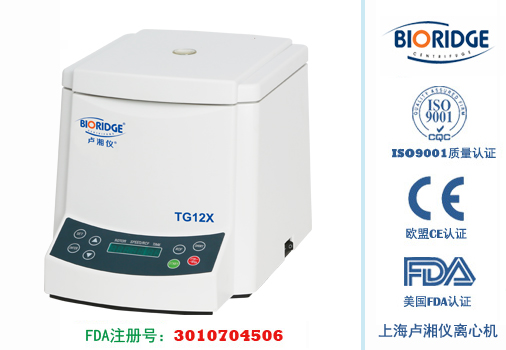 BIORIDGE
CENTRIFUGE
卢湘仪®
TG12X
FDA注册号：3010704506
BIORIDGE
CENTRIFUGE
QUALITY ASSURED FIRM
ISO
9001
CQC
ISO9001质量认证
CE
欧盟CE认证
FDA
美国FDA认证
上海卢湘仪离心机